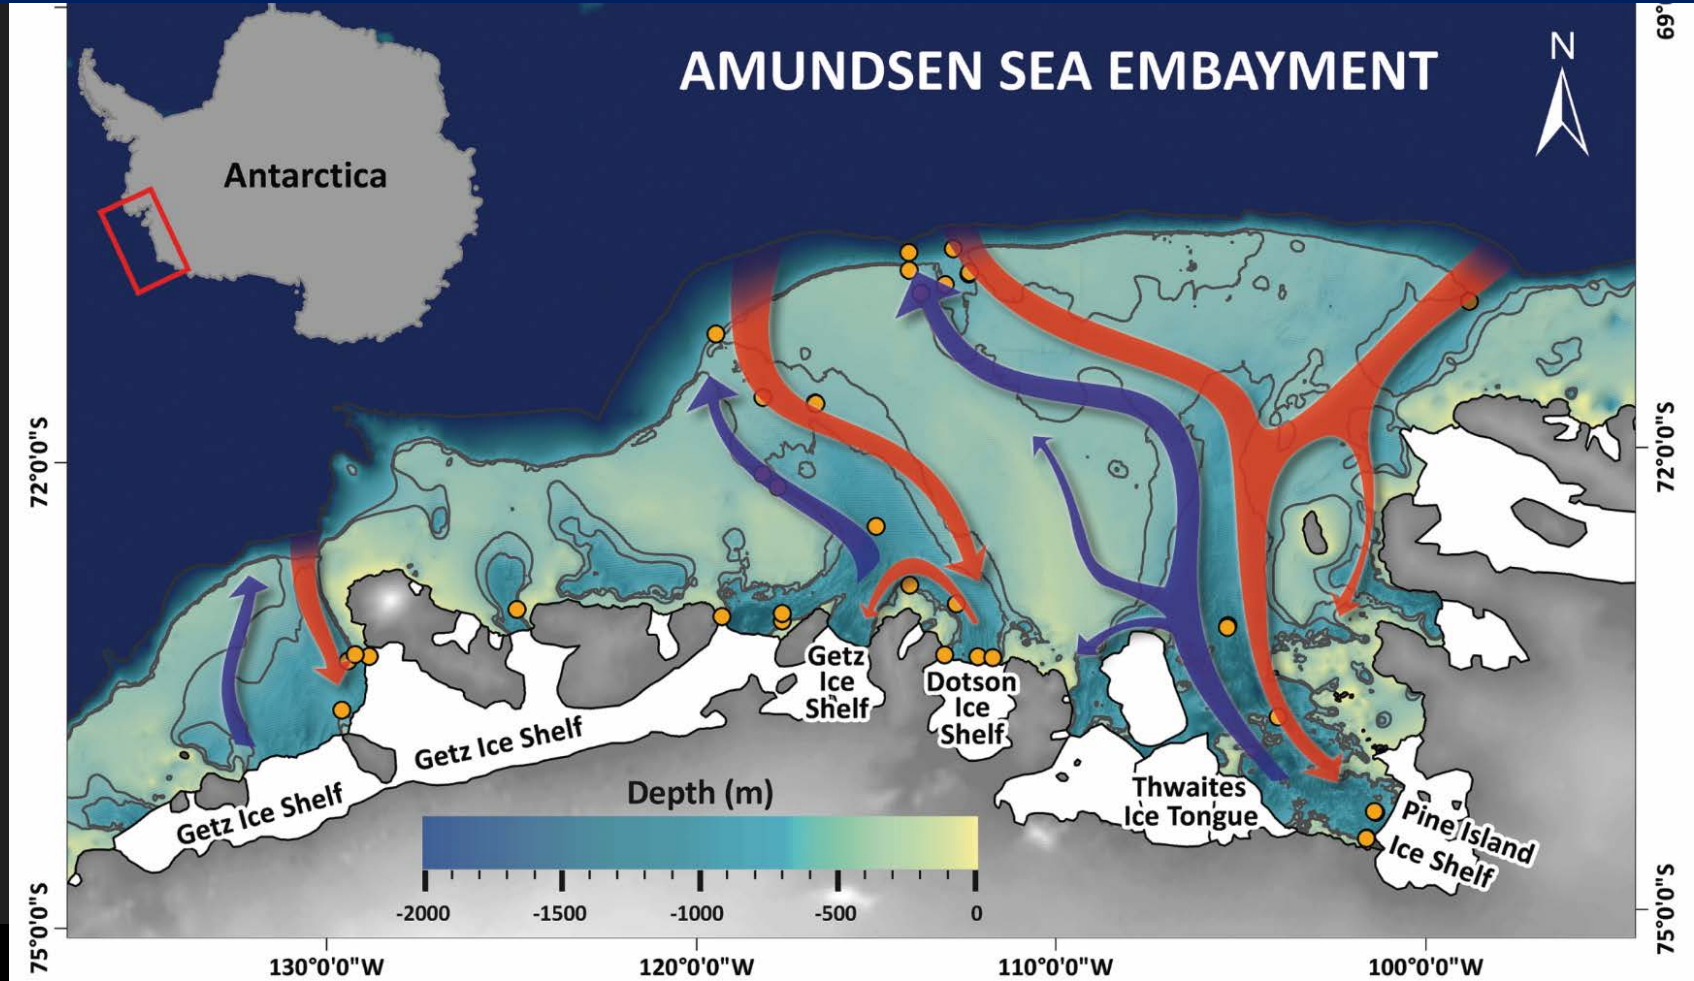 AMUNDSEN SEA EMBAYMENT
N
Antarctica
72°0'0"S
72°0'0"S
Getz
Ice
Shelf
Dotson
Ice
Shelf
Getz Ice Shelf
Getz Ice Shelf
Thwaites
Ice Tongue
Pine Island
Ice Shelf
Depth (m)
-2000
-1500
-1000
-500
0
75°0'0"S
75°0'0"S
130°0'0"W
120°0'0"W
110°0'0"W
100°0'0"W